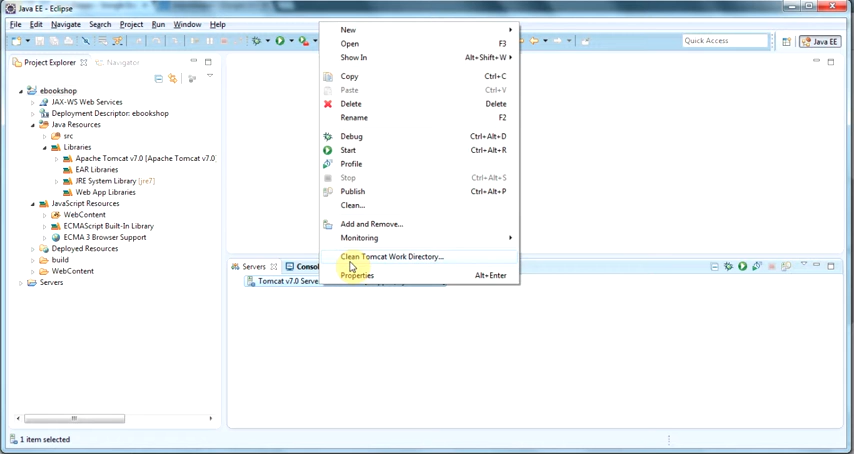 Java EE - Eclipse
File Edit Navigate Search Project Run Window Help
Quick Access
Java EE
Project Explorer
Navigator
ebookshop
JAX-WS Web Services
Deployment Descriptor: ebookshop
Java Resources
src
Libraries
Apache Tomcat v7.0 [Apache Tomcat v7.0
EAR Libraries
JRE System Library [jre7]
Web App Libraries
JavaScript Resources
WebContent
ECMAScript Built-In Library
ECMA 3 Browser Support
Deployed Resources
build
WebContent
Servers
New
Open F3
Show In Alt+Shift+W
Copy Ctrl+C
Paste Ctrl+V
Delete Delete
Rename F2
Debug Ctrl+Alt+D
Start Ctrl+Alt+R
Profile
Stop Ctrl+Alt+S
Publish Ctrl+Alt+P
Clean...
Add and Remove...
Monitoring
Clean Tomcat Work Directory...
Properties Alt+Enter
Servers
Consol
Tomcat v7.0 Serve
1 item selected